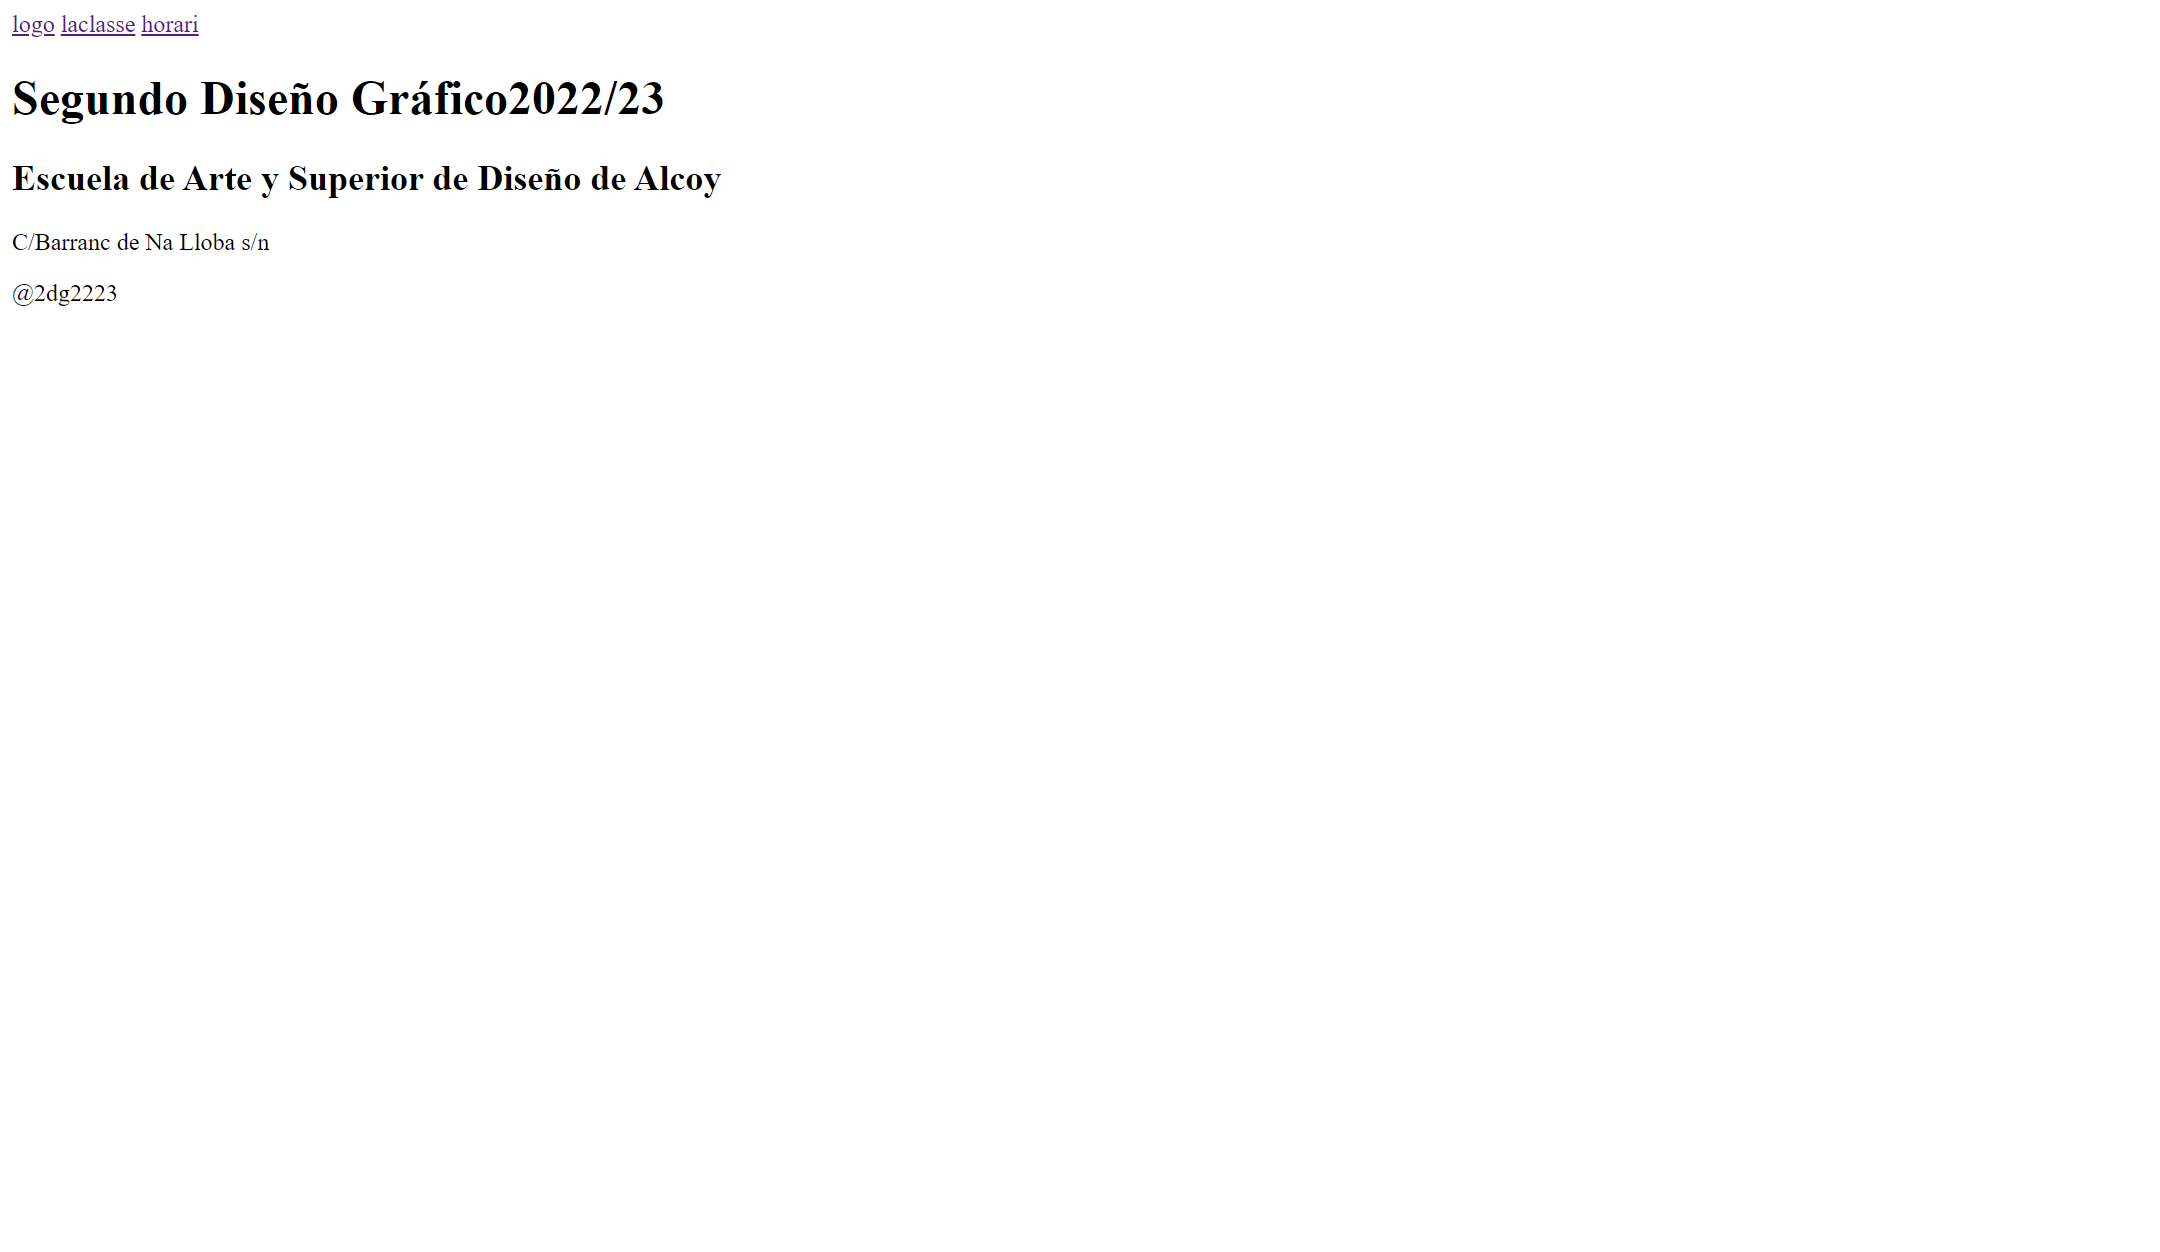 logo laclasse horari
Segundo Diseño Gráfico2022/23
Escuela de Arte y Superior de Diseño de Alcoy
C/Barranc de Na Lloba s/n
@2dg2223